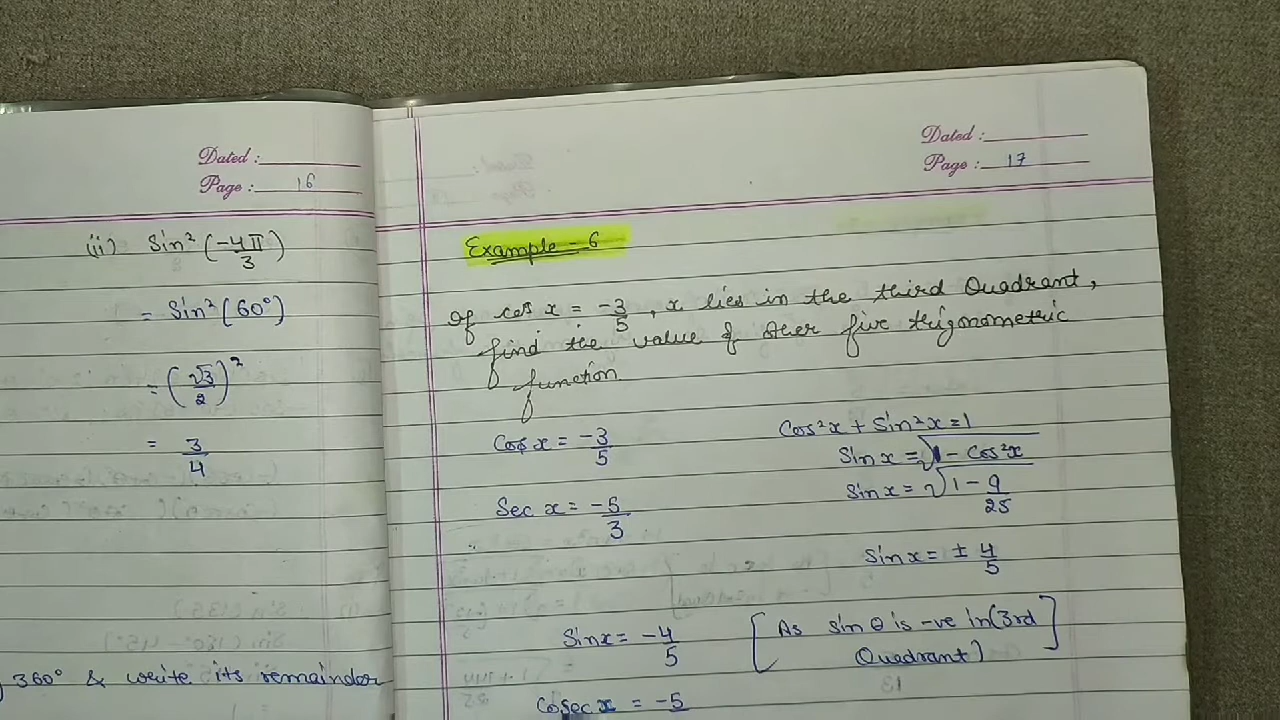 Dated :
Page : 16
(ii) Sin² (-4π/3)
= Sin² (60°)
= (√3/2)²
= 3/4
360° & write its remainder
Dated :
Page : 17
Example - 6
If cos x = -3/5 , x lies in the third Quadrant,
find the value of other five trigonometric
function
Cos x = -3/5
Sec x = -5/3
Cos²x + Sin²x = 1
Sin x = √1 - Cos²x
Sin x = √1 - 9/25
Sin x = ± 4/5
Sin x = -4/5 [As sin θ is -ve in (3rd
Quadrant)]
Cosec x = -5